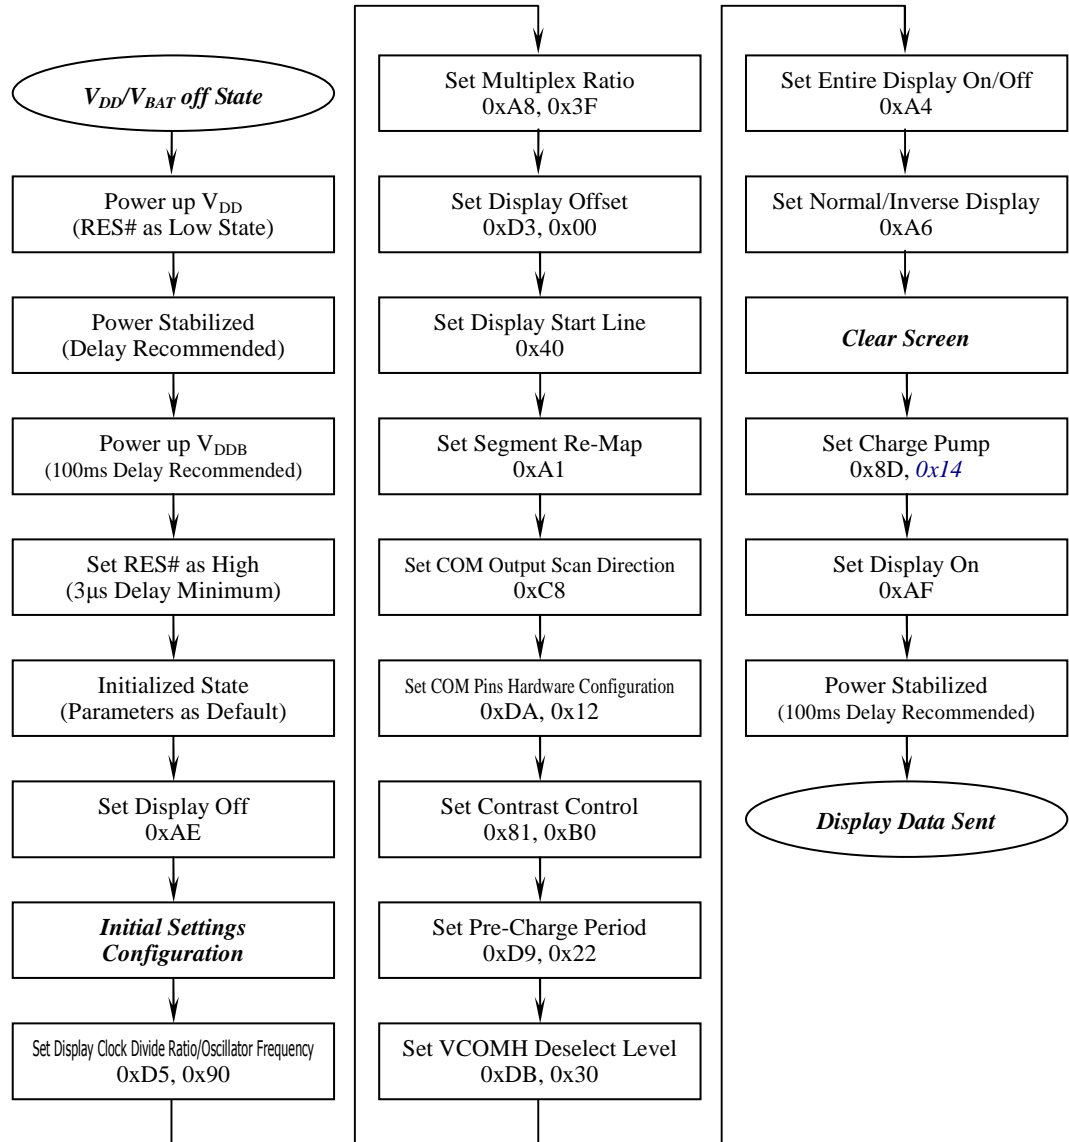 V_DD/V_BAT off State
Power up V_DD
(RES# as Low State)
Power Stabilized
(Delay Recommended)
Power up V_DDB
(100ms Delay Recommended)
Set RES# as High
(3μs Delay Minimum)
Initialized State
(Parameters as Default)
Set Display Off
0xAE
Initial Settings
Configuration
Set Display Clock Divide Ratio/Oscillator Frequency
0xD5, 0x90
Set Multiplex Ratio
0xA8, 0x3F
Set Display Offset
0xD3, 0x00
Set Display Start Line
0x40
Set Segment Re-Map
0xA1
Set COM Output Scan Direction
0xC8
Set COM Pins Hardware Configuration
0xDA, 0x12
Set Contrast Control
0x81, 0xB0
Set Pre-Charge Period
0xD9, 0x22
Set VCOMH Deselect Level
0xDB, 0x30
Set Entire Display On/Off
0xA4
Set Normal/Inverse Display
0xA6
Clear Screen
Set Charge Pump
0x8D, 0x14
Set Display On
0xAF
Power Stabilized
(100ms Delay Recommended)
Display Data Sent